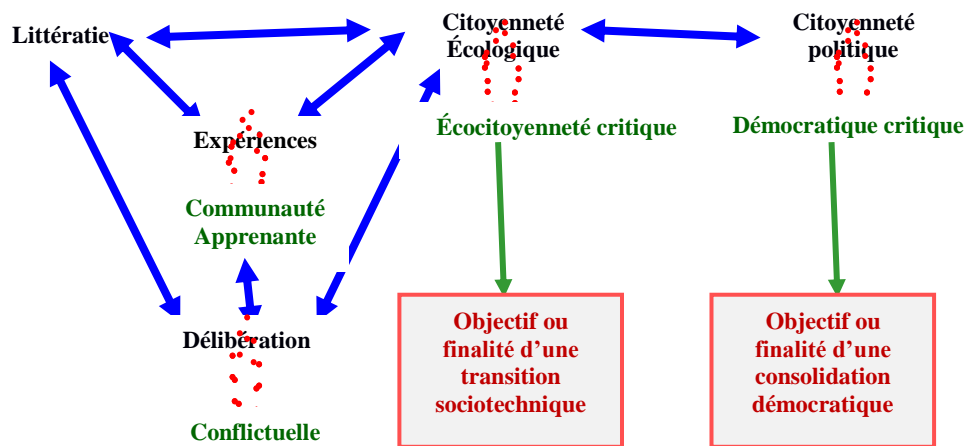 Littératie
Citoyenneté
Écologique
Citoyenneté
politique
Expériences
Écocitoyenneté critique
Démocratique critique
Communauté
Apprenante
Délibération
Conflictuelle
Objectif ou
finalité d’une
transition
sociotechnique
Objectif ou
finalité d’une
consolidation
démocratique